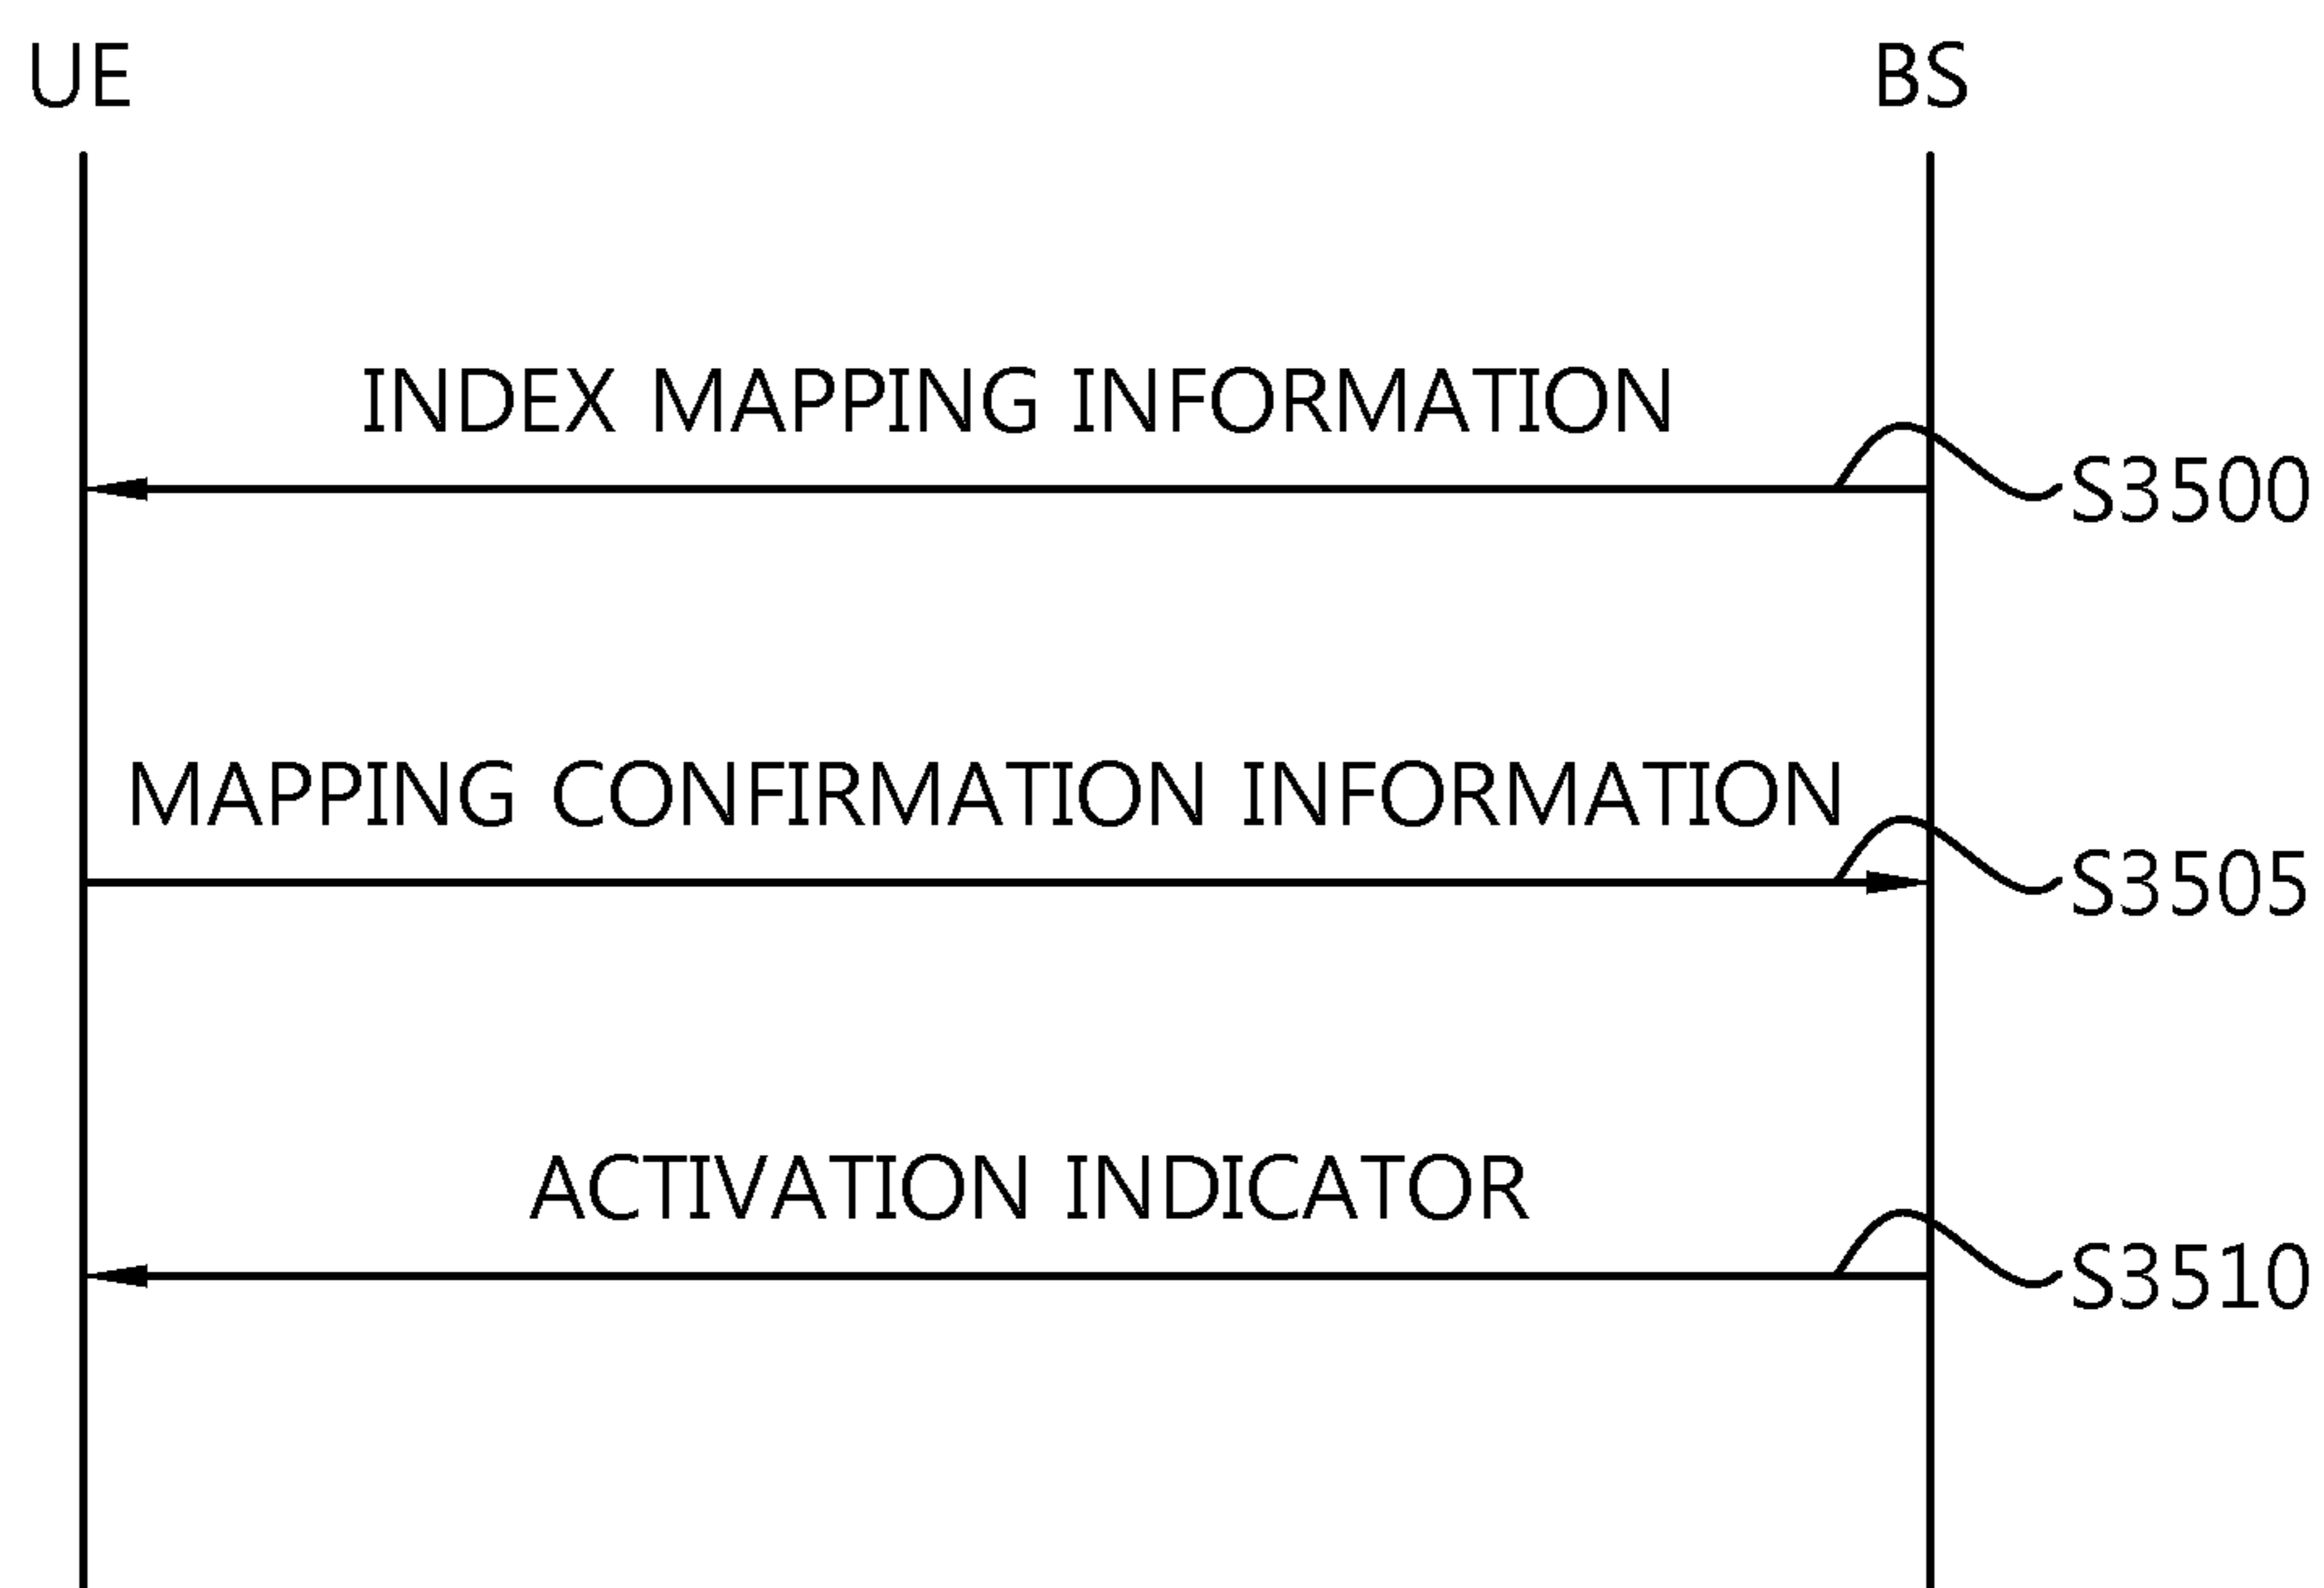 UE BS
INDEX MAPPING INFORMATION
S3500
MAPPING CONFIRMATION INFORMATION
S3505
ACTIVATION INDICATOR
S3510